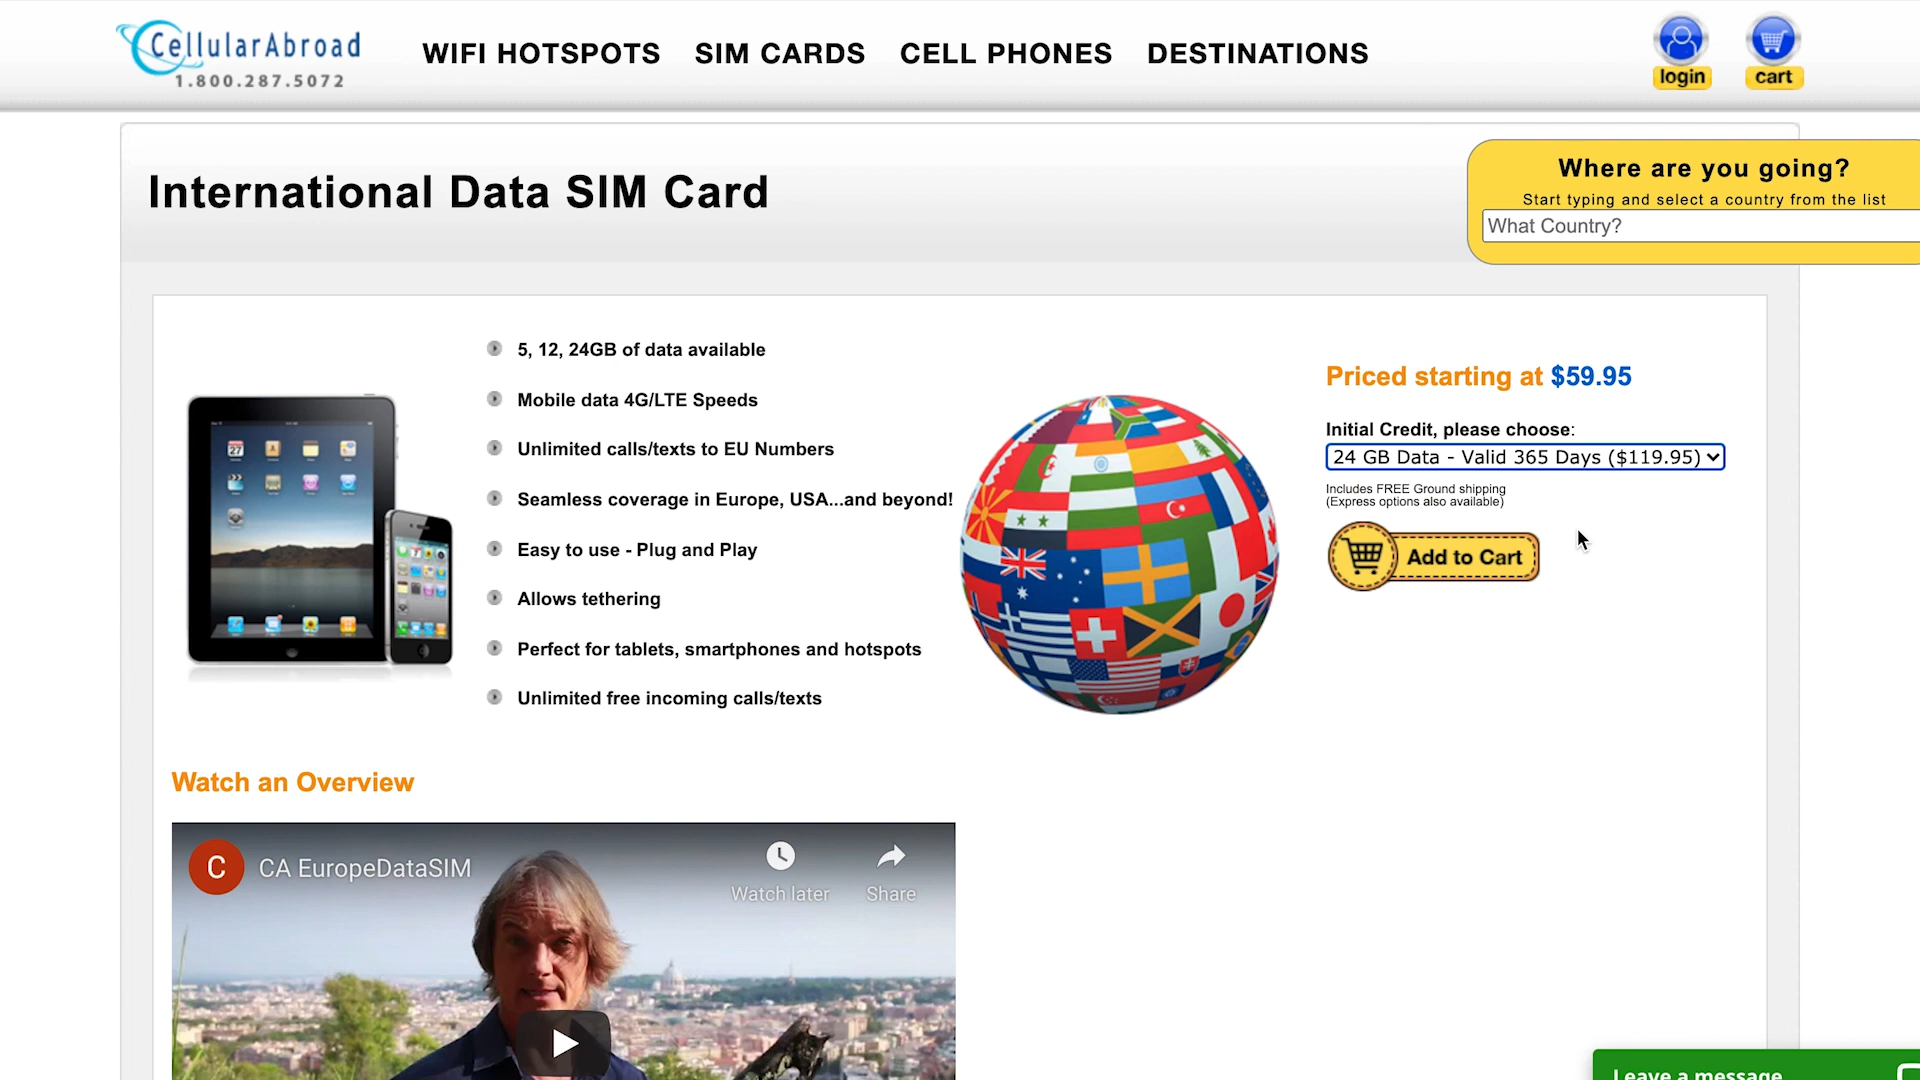 CellularAbroad
1.800.287.5072
WIFI HOTSPOTS
SIM CARDS
CELL PHONES
DESTINATIONS
login
cart
International Data SIM Card
Where are you going?
Start typing and select a country from the list
What Country?
5, 12, 24GB of data available
Mobile data 4G/LTE Speeds
Unlimited calls/texts to EU Numbers
Seamless coverage in Europe, USA...and beyond!
Easy to use - Plug and Play
Allows tethering
Perfect for tablets, smartphones and hotspots
Unlimited free incoming calls/texts
Priced starting at $59.95
Initial Credit, please choose:
24 GB Data - Valid 365 Days ($119.95)
Includes FREE Ground shipping
(Express options also available)
Add to Cart
Watch an Overview
C
CA EuropeDataSIM
Watch later
Share
Leave a message